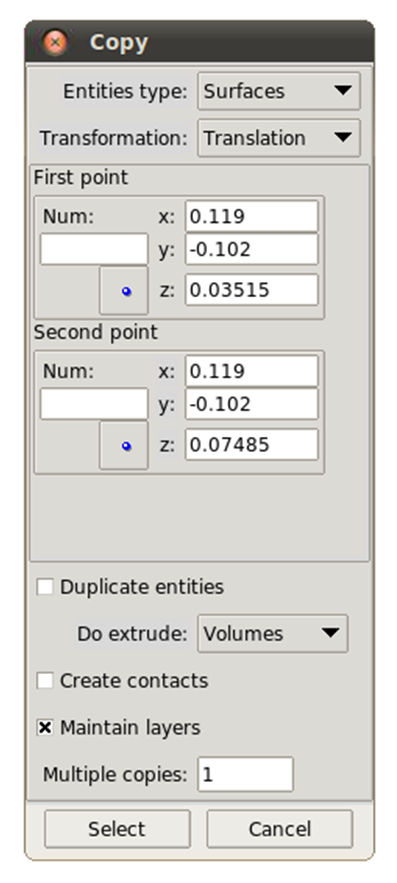 Copy
Entities type: Surfaces
Transformation: Translation
First point
Num: x: 0.119
y: -0.102
z: 0.03515
Second point
Num: x: 0.119
y: -0.102
z: 0.07485
Duplicate entities
Do extrude: Volumes
Create contacts
Maintain layers
Multiple copies: 1
Select Cancel